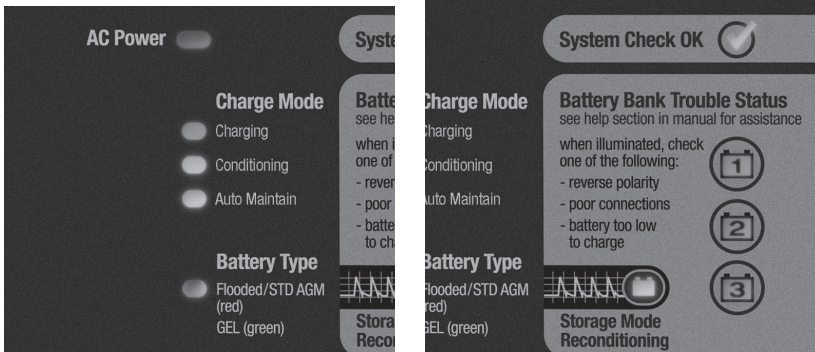 AC Power
Charge Mode
Charging
Conditioning
Auto Maintain
Battery Type
Flooded/STD AGM
(red)
GEL (green)
Syste
Batte
see he
when i
one of
- rever
- poor
- batte
to ch
Stora
Recor
Charge Mode
harging
onditioning
uto Maintain
Battery Type
Flooded/STD AGM
red)
GEL (green)
System Check OK
Battery Bank Trouble Status
see help section in manual for assistance
when illuminated, check
one of the following:
- reverse polarity
- poor connections
- battery too low
to charge
1
2
3
Storage Mode
Reconditioning